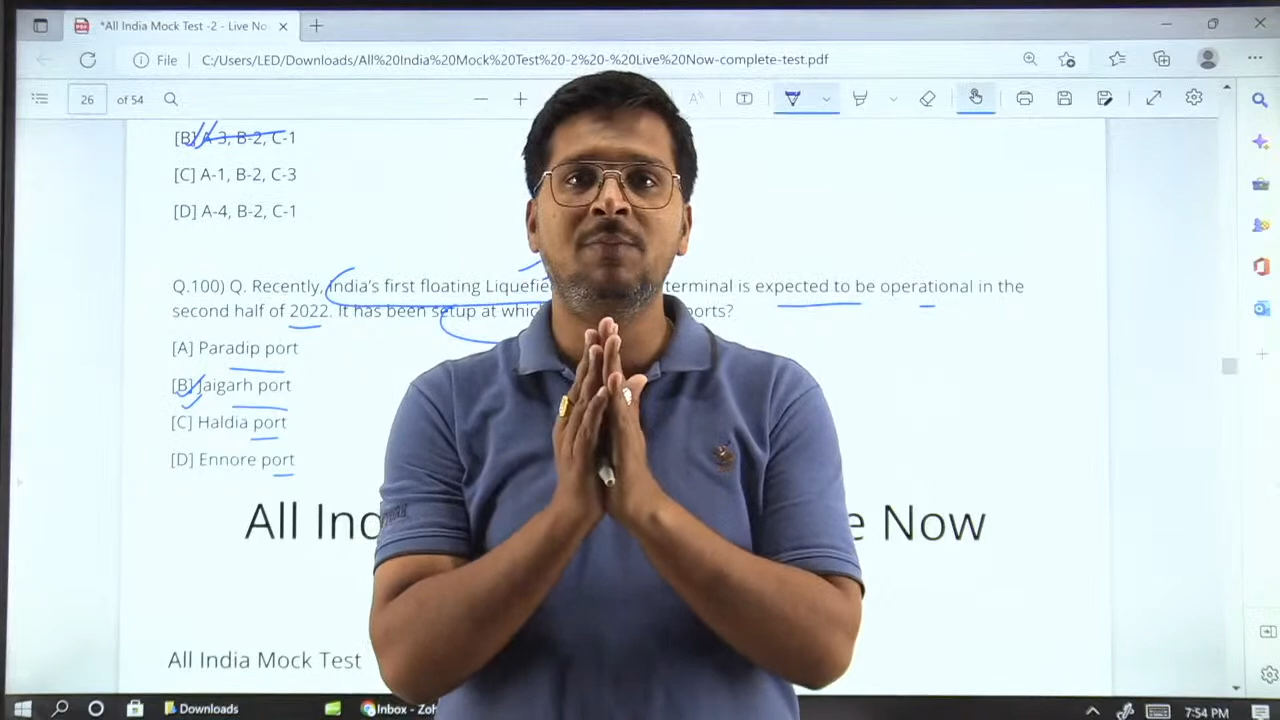 *All India Mock Test -2 - Live No
File
C:/Users/LED/Downloads/All%20India%20Mock%20Test%20-2%20-%20Live%20Now-complete-test.pdf
26 of 54
[B] A-3, B-2, C-1
[C] A-1, B-2, C-3
[D] A-4, B-2, C-1
Q.100) Q. Recently, India's first floating Liquefie terminal is expected to be operational in the
second half of 2022. It has been setup at whic ports?
[A] Paradip port
[B] Jaigarh port
[C] Haldia port
[D] Ennore port
All Ind e Now
All India Mock Test
Downloads
Inbox - Zoh
7:54 PM